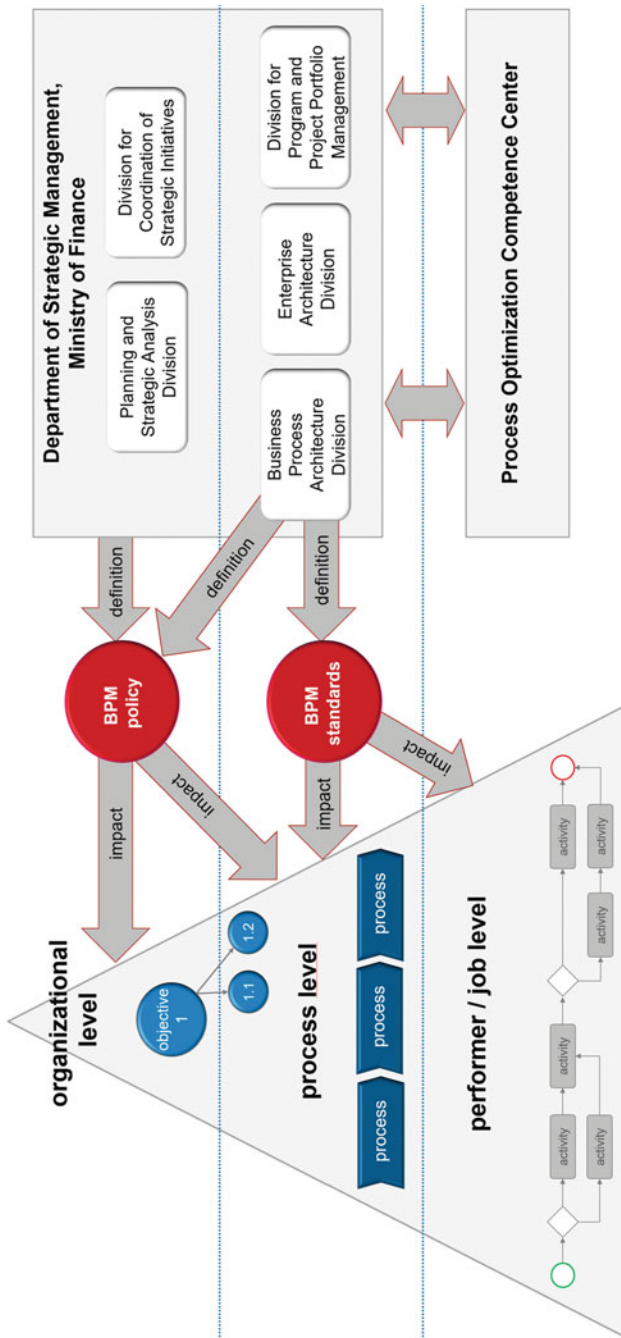 organizational
level
objective
1
1.1
1.2
process level
process
process
process
performer / job level
activity
activity
activity
activity
activity
activity
impact
impact
BPM
policy
impact
impact
BPM
standards
definition
definition
definition
Department of Strategic Management,
Ministry of Finance
Planning and
Strategic Analysis
Division
Division for
Coordination of
Strategic Initiatives
Business
Process
Architecture
Division
Enterprise
Architecture
Division
Division for
Program and
Project Portfolio
Management
Process Optimization Competence Center